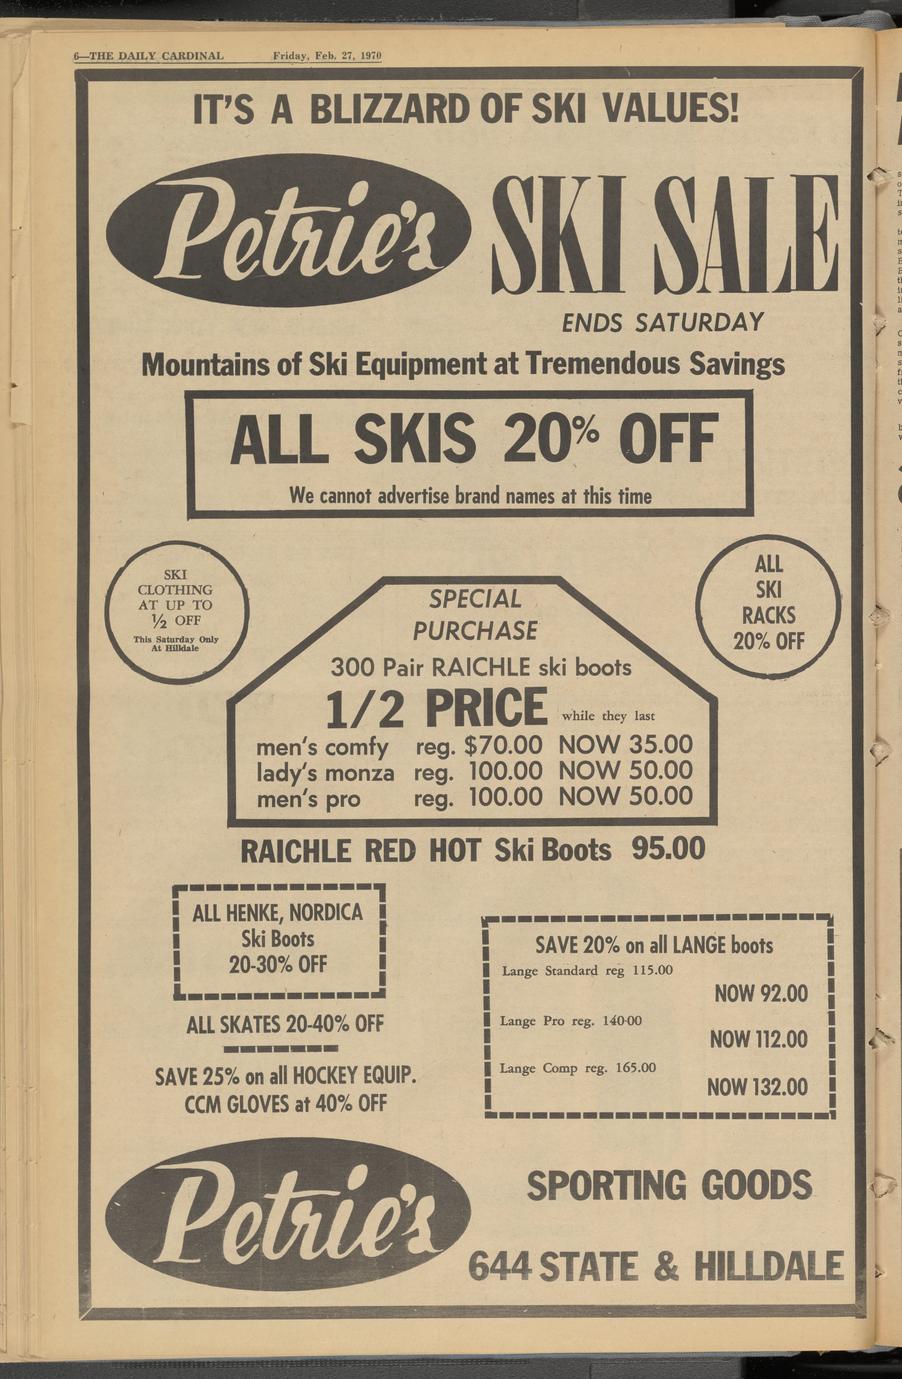 6—THE DAILY CARDINAL Friday, Feb. 27, 1970
IT'S A BLIZZARD OF SKI VALUES!
Petrie's SKI SALE
ENDS SATURDAY
Mountains of Ski Equipment at Tremendous Savings
ALL SKIS 20% OFF
We cannot advertise brand names at this time
SKI
CLOTHING
AT UP TO
½ OFF
This Saturday Only
At Hilldale
ALL
SKI
RACKS
20% OFF
SPECIAL
PURCHASE
300 Pair RAICHLE ski boots
1/2 PRICE while they last
men's comfy reg. $70.00 NOW 35.00
lady's monza reg. 100.00 NOW 50.00
men's pro reg. 100.00 NOW 50.00
RAICHLE RED HOT Ski Boots 95.00
ALL HENKE, NORDICA
Ski Boots
20-30% OFF
ALL SKATES 20-40% OFF
SAVE 25% on all HOCKEY EQUIP.
CCM GLOVES at 40% OFF
SAVE 20% on all LANGE boots
Lange Standard reg 115.00
NOW 92.00
Lange Pro reg. 140-00
NOW 112.00
Lange Comp reg. 165.00
NOW 132.00
Petrie's
SPORTING GOODS
644 STATE & HILLDALE